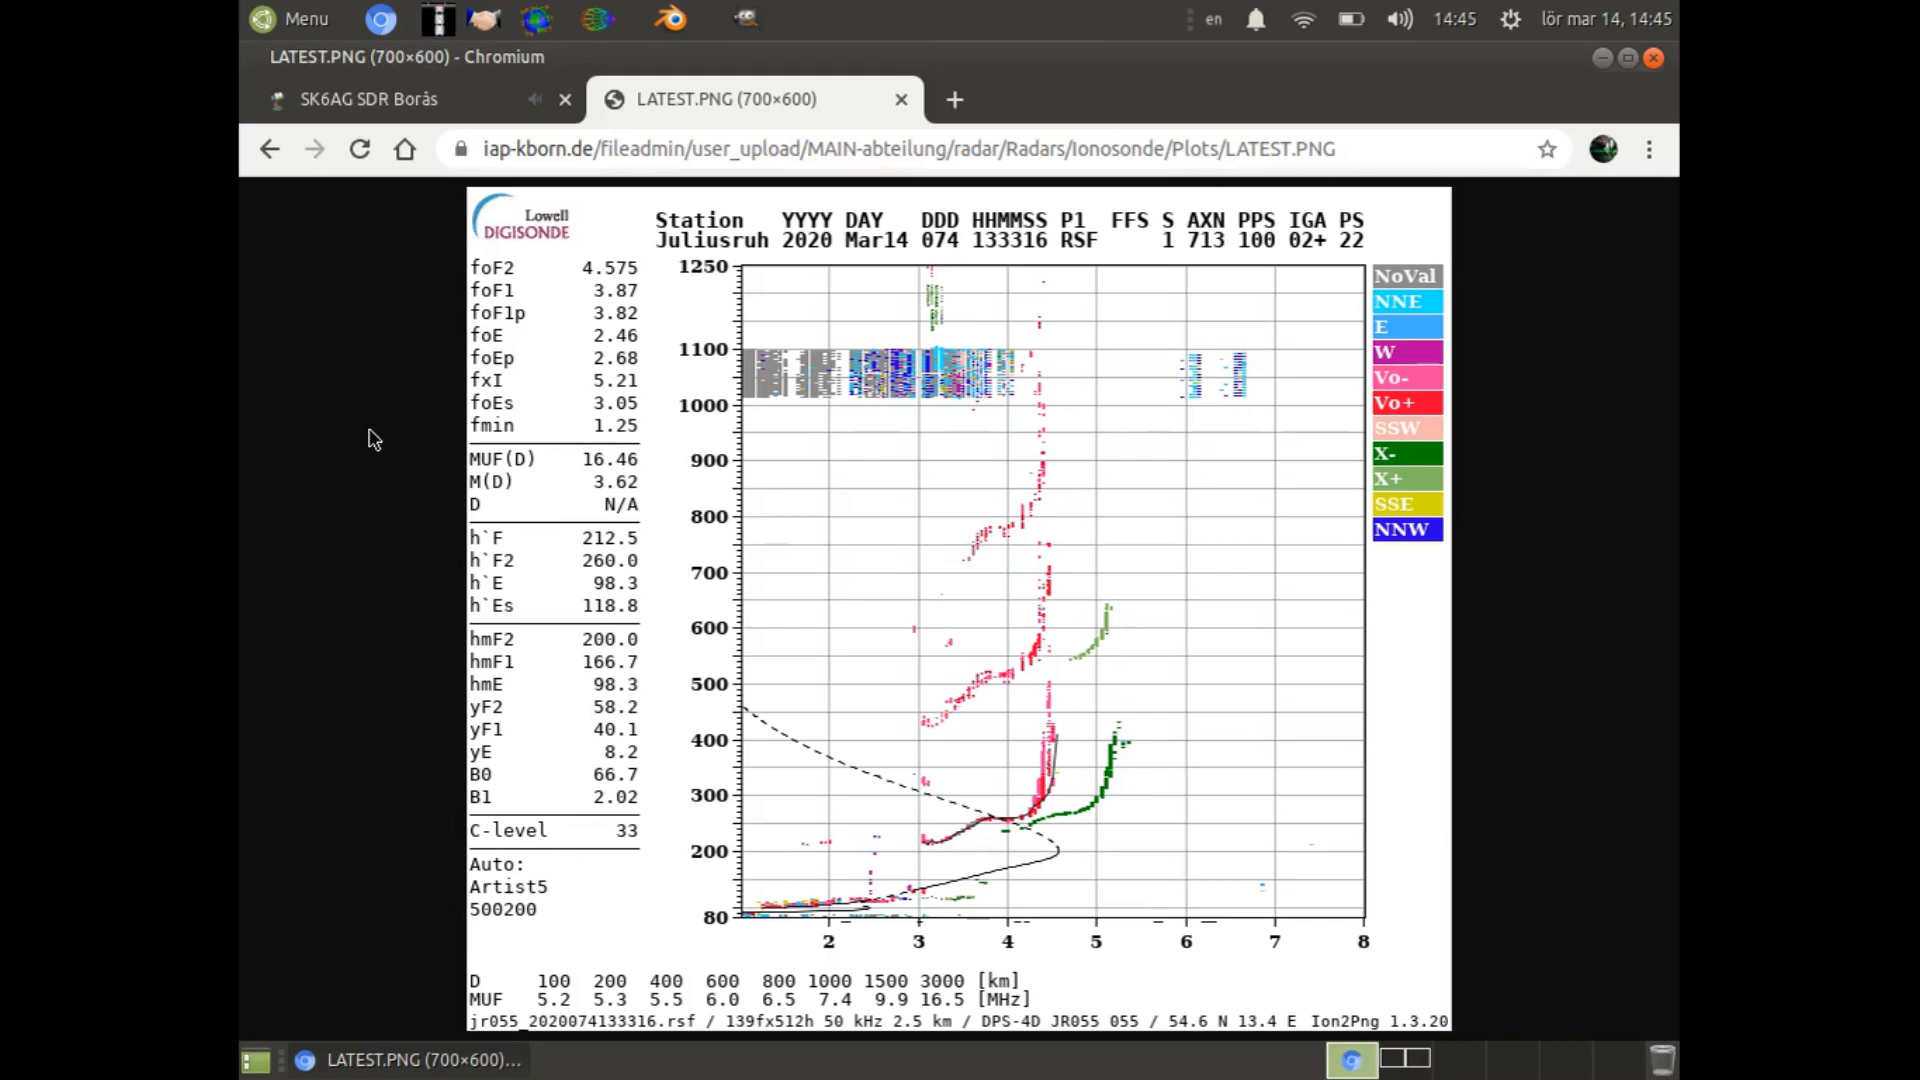 Menu
en
14:45
lör mar 14, 14:45
LATEST.PNG (700×600) - Chromium
SK6AG SDR Borås
LATEST.PNG (700×600)
iap-kborn.de/fileadmin/user_upload/MAIN-abteilung/radar/Radars/Ionosonde/Plots/LATEST.PNG
Lowell
DIGISONDE
Station YYYY DAY DDD HHMMSS P1 FFS S AXN PPS IGA PS
Juliusruh 2020 Mar14 074 133316 RSF 1 713 100 02+ 22
foF2 4.575
foF1 3.87
foF1p 3.82
foE 2.46
foEp 2.68
fxI 5.21
foEs 3.05
fmin 1.25
MUF(D) 16.46
M(D) 3.62
D N/A
h`F 212.5
h`F2 260.0
h`E 98.3
h`Es 118.8
hmF2 200.0
hmF1 166.7
hmE 98.3
yF2 58.2
yF1 40.1
yE 8.2
B0 66.7
B1 2.02
C-level 33
Auto:
Artist5
500200
1250
1100
1000
900
800
700
600
500
400
300
200
80
2 3 4 5 6 7 8
NoVal
NNE
E
W
Vo-
Vo+
SSW
X-
X+
SSE
NNW
D 100 200 400 600 800 1000 1500 3000 [km]
MUF 5.2 5.3 5.5 6.0 6.5 7.4 9.9 16.5 [MHz]
jr055_2020074133316.rsf / 139fx512h 50 kHz 2.5 km / DPS-4D JR055 055 / 54.6 N 13.4 E Ion2Png 1.3.20
LATEST.PNG (700×600)...